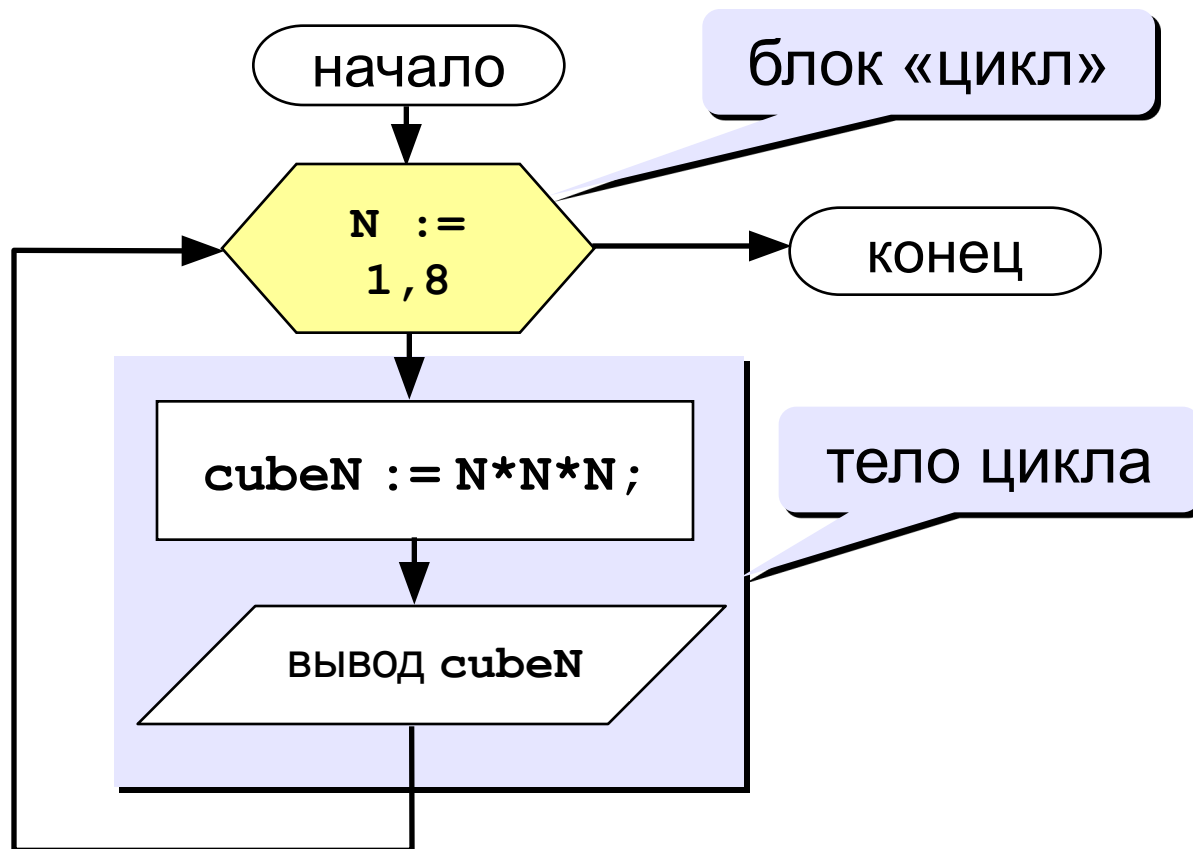 начало
блок «цикл»
N :=
1,8
конец
cubeN := N*N*N;
тело цикла
вывод cubeN